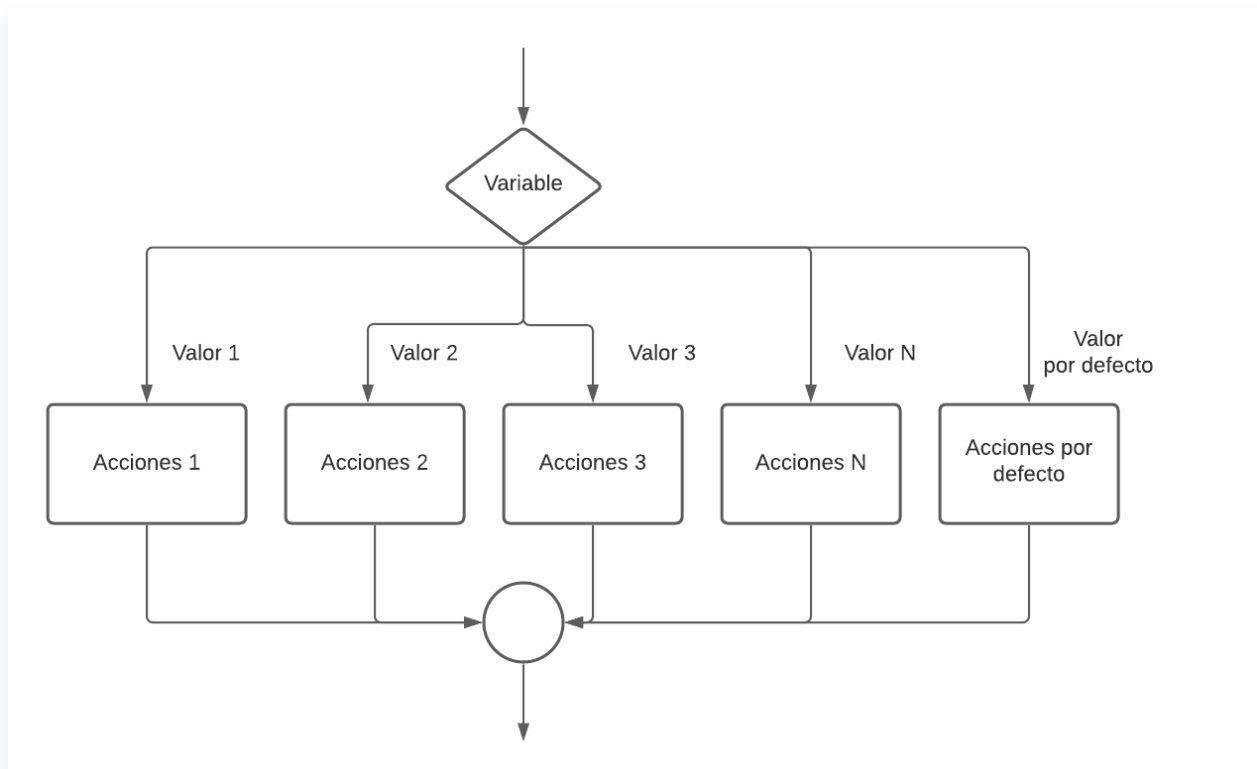 Variable
Valor 1
Valor 2
Valor 3
Valor N
Valor
por defecto
Acciones 1
Acciones 2
Acciones 3
Acciones N
Acciones por
defecto